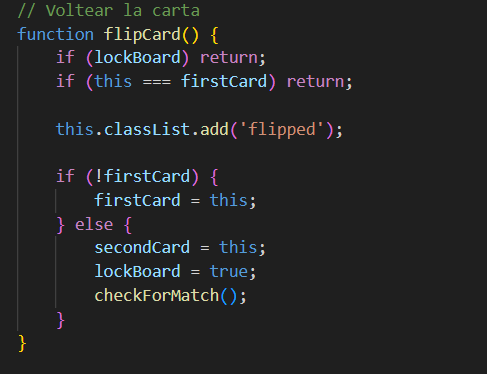 // Voltear la carta
function flipCard() {
    if (lockBoard) return;
    if (this === firstCard) return;

    this.classList.add('flipped');

    if (!firstCard) {
        firstCard = this;
    } else {
        secondCard = this;
        lockBoard = true;
        checkForMatch();
    }
}